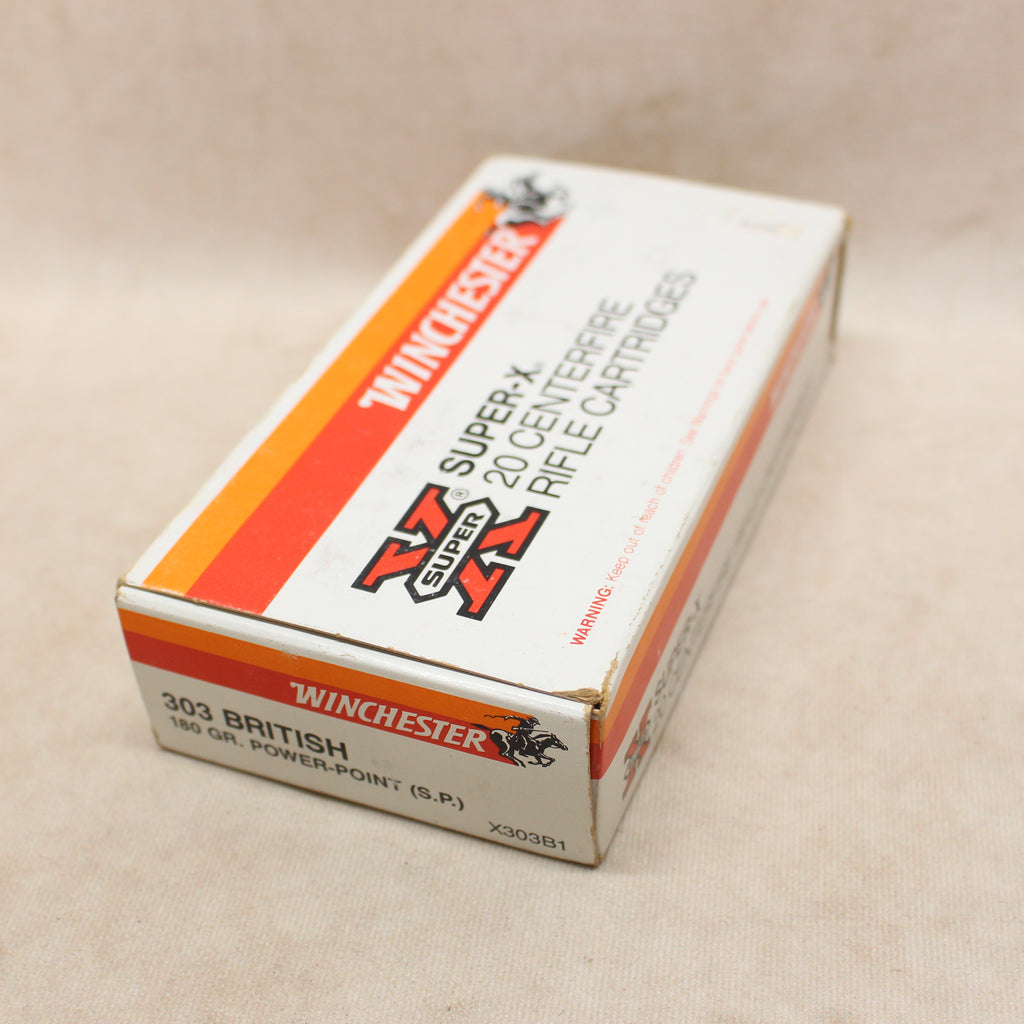 WINCHESTER
SUPER-X®
20 CENTERFIRE
RIFLE CARTRIDGES
SUPER
®
WARNING: Keep out of reach of children. See
WINCHESTER
303 BRITISH
180 GR. POWER-POINT (S.P.)
X303B1